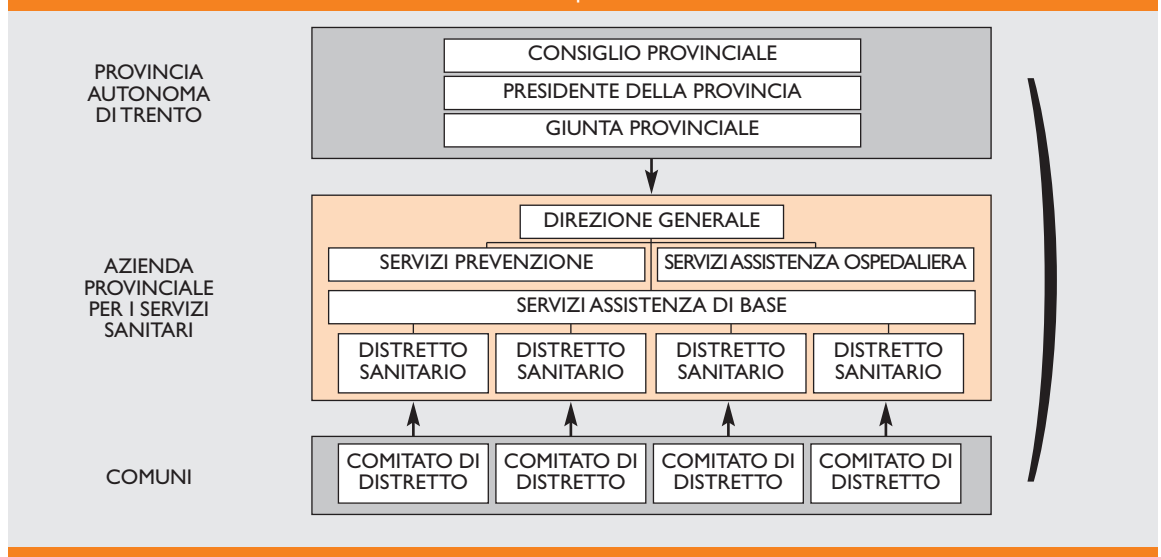 PROVINCIA
AUTONOMA
DI TRENTO
CONSIGLIO PROVINCIALE
PRESIDENTE DELLA PROVINCIA
GIUNTA PROVINCIALE
AZIENDA
PROVINCIALE
PER I SERVIZI
SANITARI
DIREZIONE GENERALE
SERVIZI PREVENZIONE
SERVIZI ASSISTENZA OSPEDALIERA
SERVIZI ASSISTENZA DI BASE
DISTRETTO
SANITARIO
DISTRETTO
SANITARIO
DISTRETTO
SANITARIO
DISTRETTO
SANITARIO
COMUNI
COMITATO DI
DISTRETTO
COMITATO DI
DISTRETTO
COMITATO DI
DISTRETTO
COMITATO DI
DISTRETTO